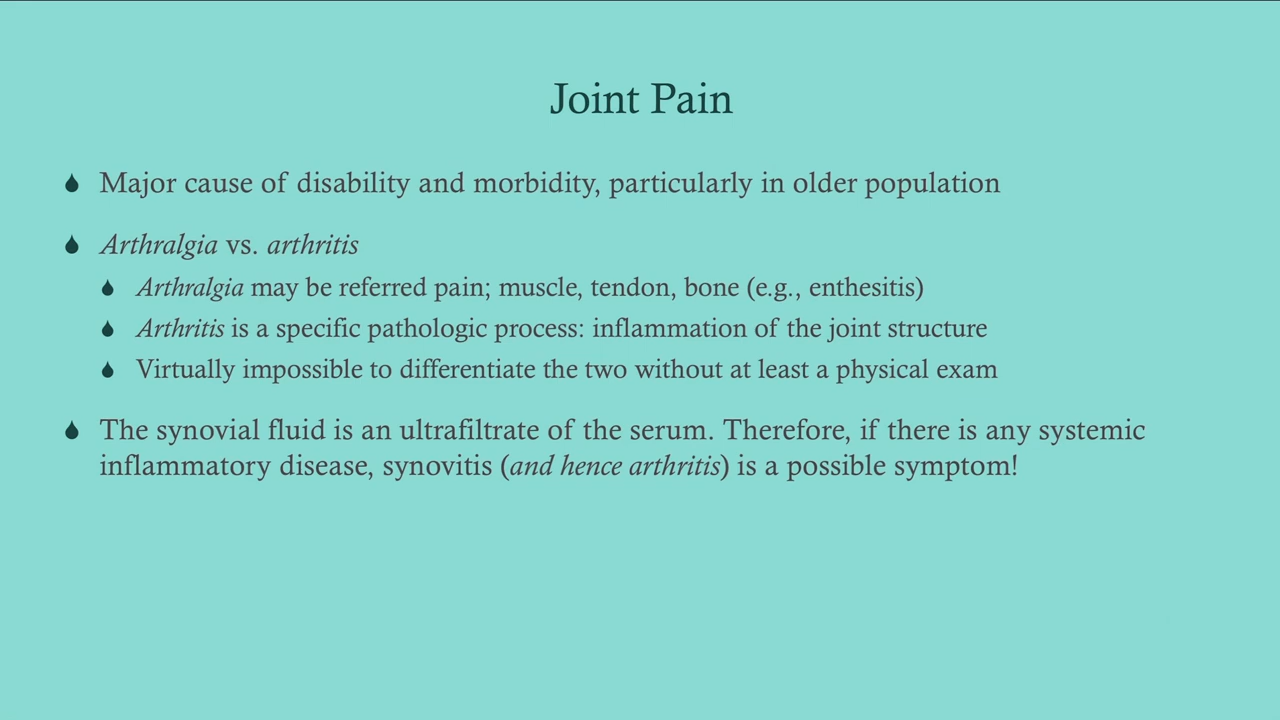 Joint Pain
Major cause of disability and morbidity, particularly in older population
Arthralgia vs. arthritis
Arthralgia may be referred pain; muscle, tendon, bone (e.g., enthesitis)
Arthritis is a specific pathologic process: inflammation of the joint structure
Virtually impossible to differentiate the two without at least a physical exam
The synovial fluid is an ultrafiltrate of the serum. Therefore, if there is any systemic
inflammatory disease, synovitis (and hence arthritis) is a possible symptom!